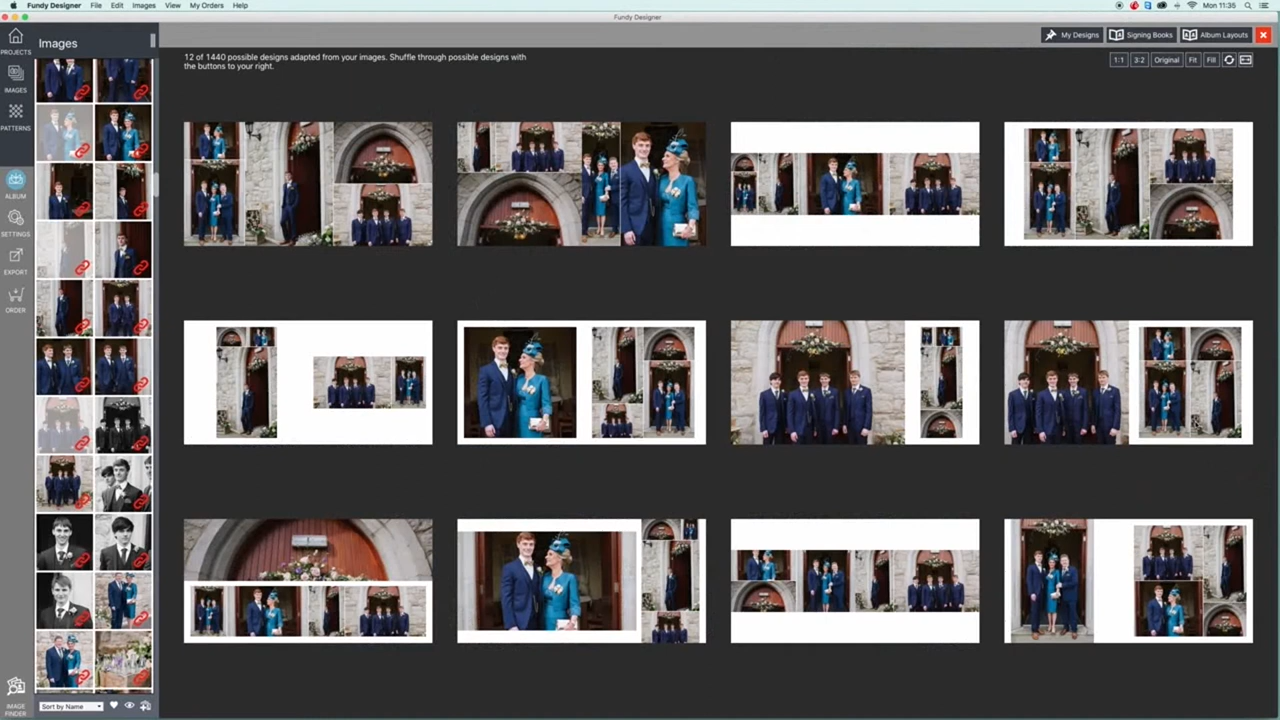 Fundy Designer File Edit Images View My Orders Help
Mon 11:35
Fundy Designer
PROJECTS
IMAGES
PATTERNS
ALBUM
SETTINGS
EXPORT
ORDER
IMAGE
FINDER
Images
Sort by Name
My Designs Signing Books Album Layouts
12 of 1440 possible designs adapted from your images. Shuffle through possible designs with
the buttons to your right.
1:1 3:2 Original Fit Fill